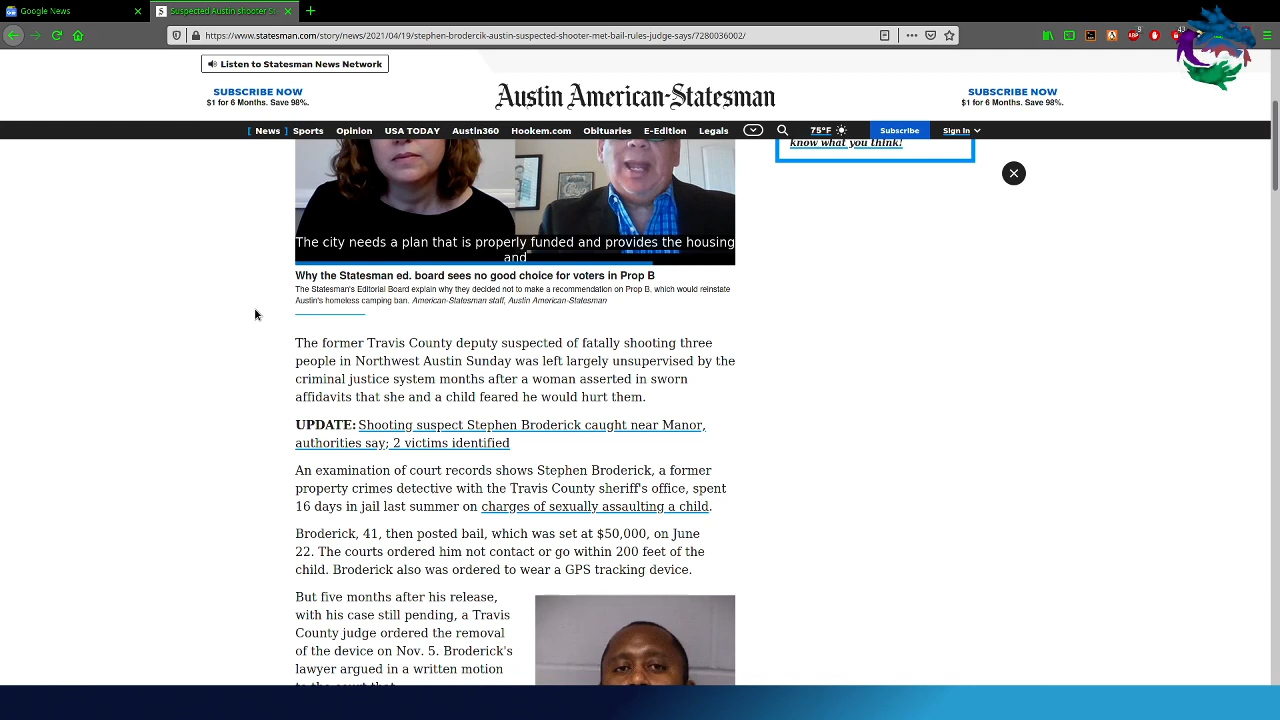 Google News
Suspected Austin shooter St
https://www.statesman.com/story/news/2021/04/19/stephen-broderdk-austin-suspected-shooter-met-bail-rules-judge-says/7280036002/
Listen to Statesman News Network
SUBSCRIBE NOW
$1 for 6 Months. Save 98%.
Austin American-Statesman
SUBSCRIBE NOW
$1 for 6 Months. Save 98%.
[ News ] Sports Opinion USA TODAY Austin360 Hookem.com Obituaries E-Edition Legals 75°F Subscribe Sign In
know what you think!
The city needs a plan that is properly funded and provides the housing
and
Why the Statesman ed. board sees no good choice for voters in Prop B
The Statesman's Editorial Board explain why they decided not to make a recommendation on Prop B, which would reinstate
Austin's homeless camping ban. American-Statesman staff, Austin American-Statesman
The former Travis County deputy suspected of fatally shooting three
people in Northwest Austin Sunday was left largely unsupervised by the
criminal justice system months after a woman asserted in sworn
affidavits that she and a child feared he would hurt them.
UPDATE: Shooting suspect Stephen Broderick caught near Manor,
authorities say; 2 victims identified
An examination of court records shows Stephen Broderick, a former
property crimes detective with the Travis County sheriff's office, spent
16 days in jail last summer on charges of sexually assaulting a child.
Broderick, 41, then posted bail, which was set at $50,000, on June
22. The courts ordered him not contact or go within 200 feet of the
child. Broderick also was ordered to wear a GPS tracking device.
But five months after his release,
with his case still pending, a Travis
County judge ordered the removal
of the device on Nov. 5. Broderick's
lawyer argued in a written motion
to the court that